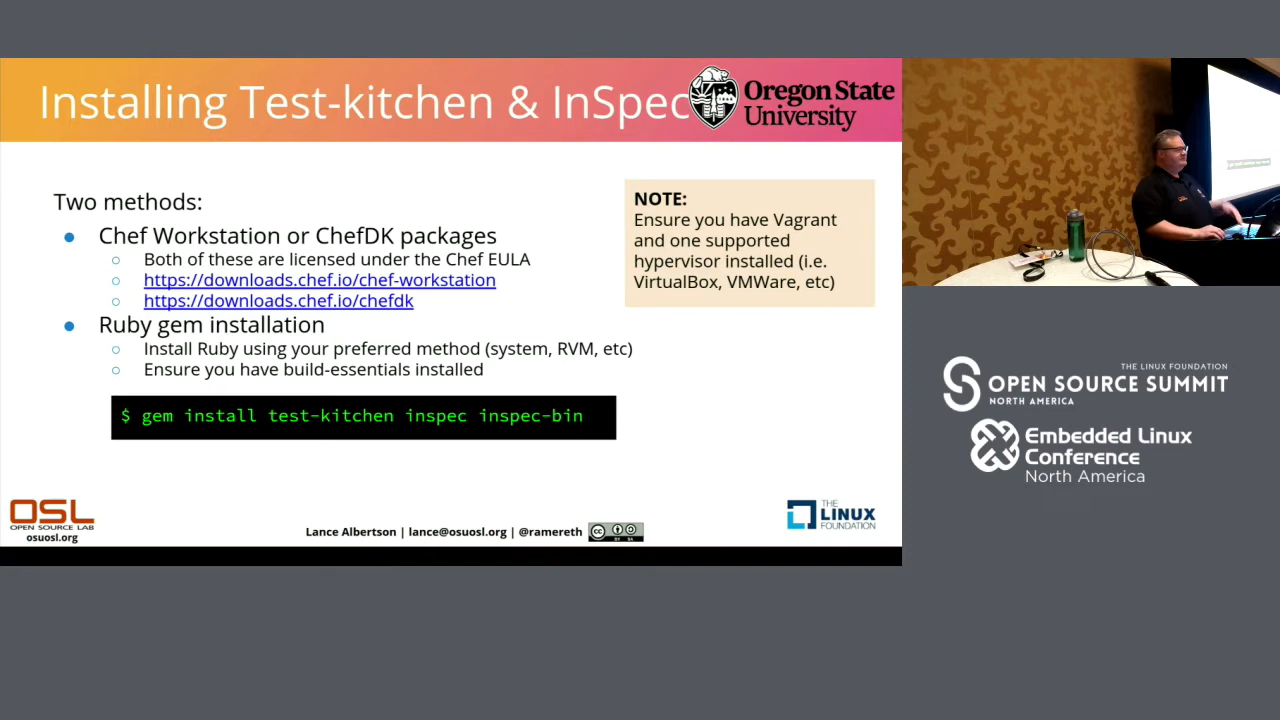 Installing Test-kitchen & InSpec
Oregon State
University
Two methods:
● Chef Workstation or ChefDK packages
○ Both of these are licensed under the Chef EULA
○ https://downloads.chef.io/chef-workstation
○ https://downloads.chef.io/chefdk
● Ruby gem installation
○ Install Ruby using your preferred method (system, RVM, etc)
○ Ensure you have build-essentials installed
$ gem install test-kitchen inspec inspec-bin
NOTE:
Ensure you have Vagrant
and one supported
hypervisor installed (i.e.
VirtualBox, VMWare, etc)
OSL
OPEN SOURCE LAB
osuosl.org
Lance Albertson | lance@osuosl.org | @ramereth
CC BY SA
THE
LINUX
FOUNDATION
THE LINUX FOUNDATION
OPEN SOURCE SUMMIT
NORTH AMERICA
Embedded Linux
Conference
North America